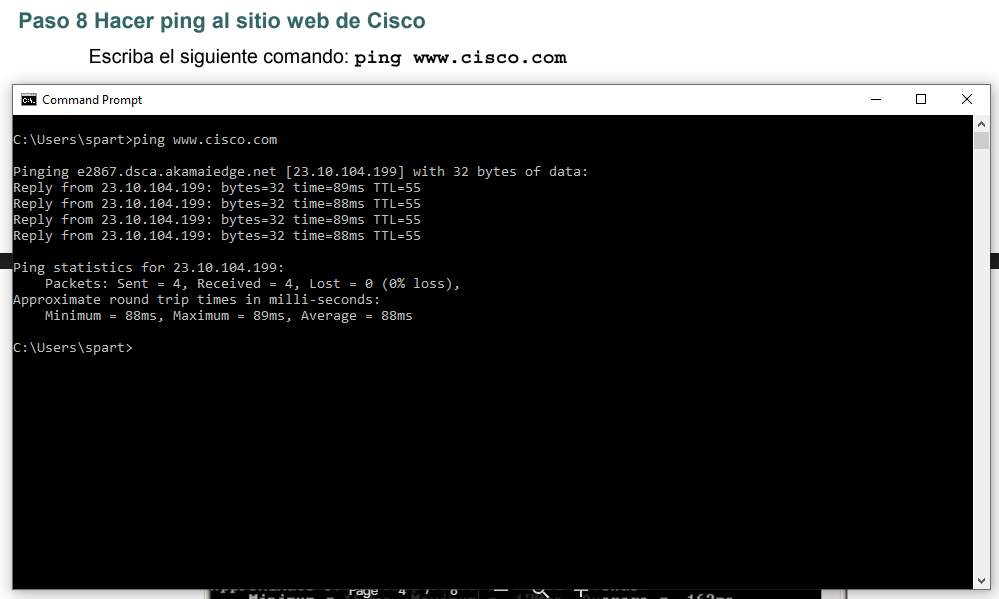 Paso 8 Hacer ping al sitio web de Cisco
Escriba el siguiente comando: ping www.cisco.com
Command Prompt
C:\Users\spart>ping www.cisco.com
Pinging e2867.dsca.akamaiedge.net [23.10.104.199] with 32 bytes of data:
Reply from 23.10.104.199: bytes=32 time=89ms TTL=55
Reply from 23.10.104.199: bytes=32 time=88ms TTL=55
Reply from 23.10.104.199: bytes=32 time=89ms TTL=55
Reply from 23.10.104.199: bytes=32 time=88ms TTL=55
Ping statistics for 23.10.104.199:
Packets: Sent = 4, Received = 4, Lost = 0 (0% loss),
Approximate round trip times in milli-seconds:
Minimum = 88ms, Maximum = 89ms, Average = 88ms
C:\Users\spart>
Page 4 / 8